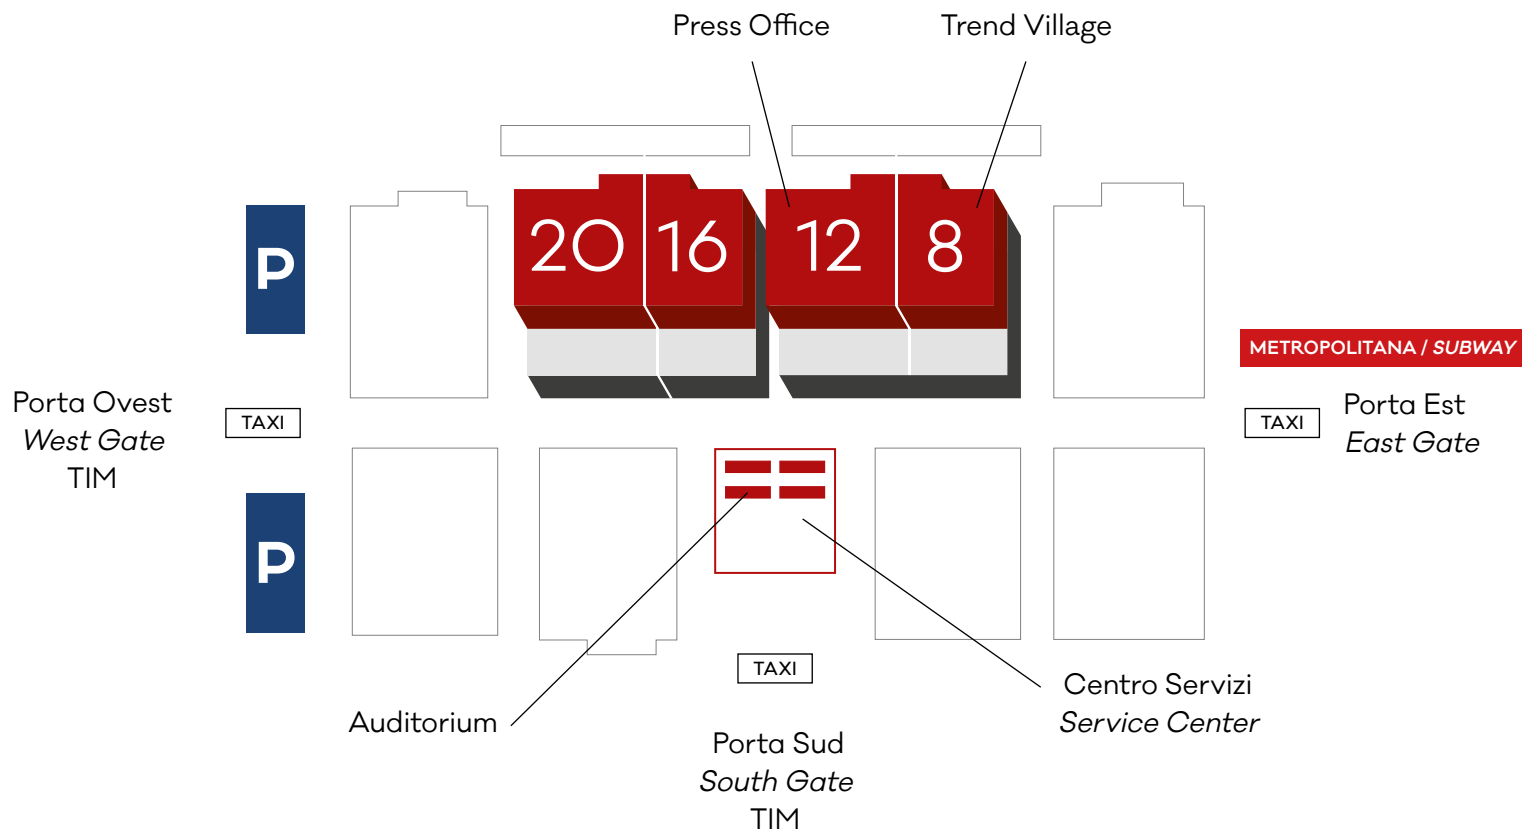 Press Office
Trend Village
20
16
12
8
P
METROPOLITANA / SUBWAY
Porta Ovest
West Gate
TIM
TAXI
TAXI
Porta Est
East Gate
P
TAXI
Auditorium
Centro Servizi
Service Center
Porta Sud
South Gate
TIM